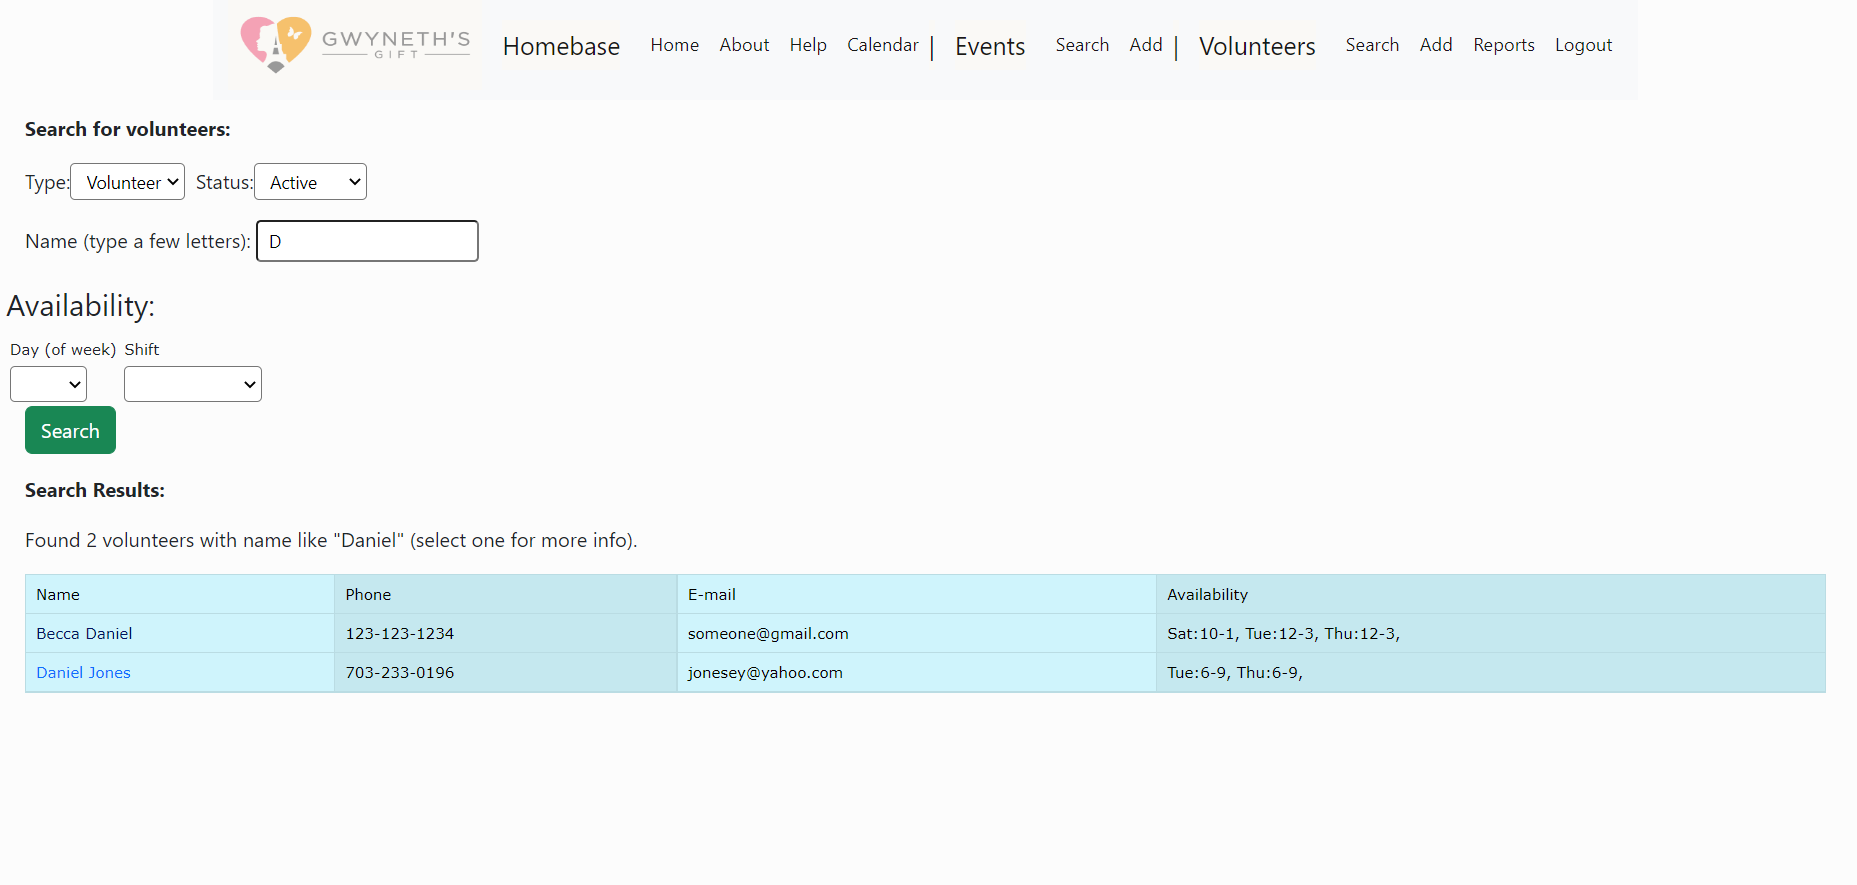 GWYNETH'S
GIFT
Homebase Home About Help Calendar | Events Search Add | Volunteers Search Add Reports Logout
Search for volunteers:
Type: Volunteer Status: Active
Name (type a few letters): D
Availability:
Day (of week) Shift
Search
Search Results:
Found 2 volunteers with name like "Daniel" (select one for more info).
Name Phone E-mail Availability
Becca Daniel 123-123-1234 someone@gmail.com Sat:10-1, Tue:12-3, Thu:12-3,
Daniel Jones 703-233-0196 jonesey@yahoo.com Tue:6-9, Thu:6-9,